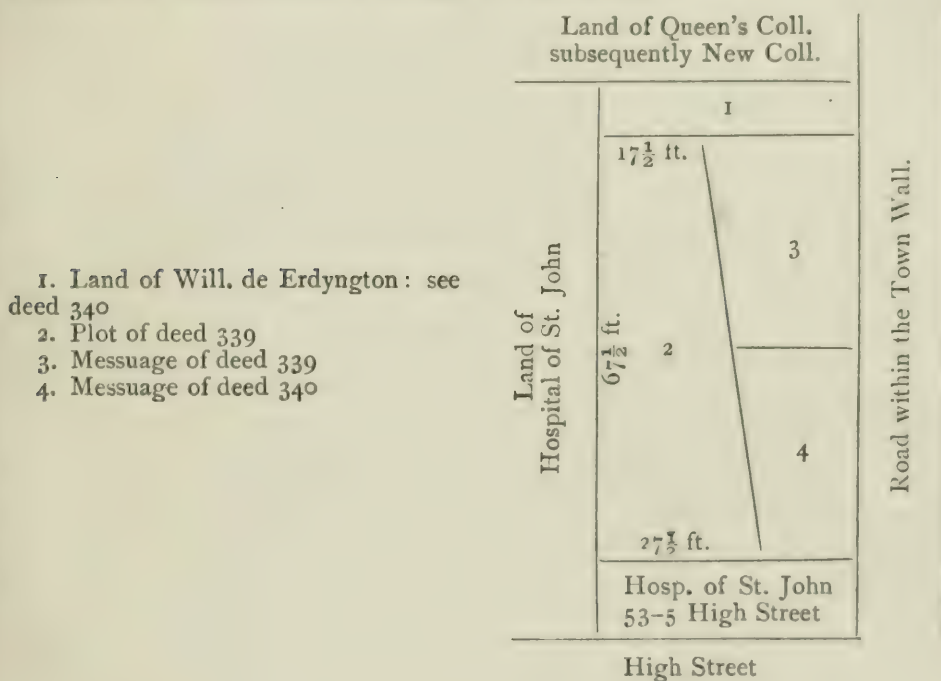 Land of Queen's Coll.
subsequently New Coll.
1
17½ ft.
3
Land of
Hospital of St. John
67½ ft.
2
4
Road within the Town Wall.
27½ ft.
Hosp. of St. John
53-5 High Street
High Street
1. Land of Will. de Erdyngton : see
deed 340
2. Plot of deed 339
3. Messuage of deed 339
4. Messuage of deed 340